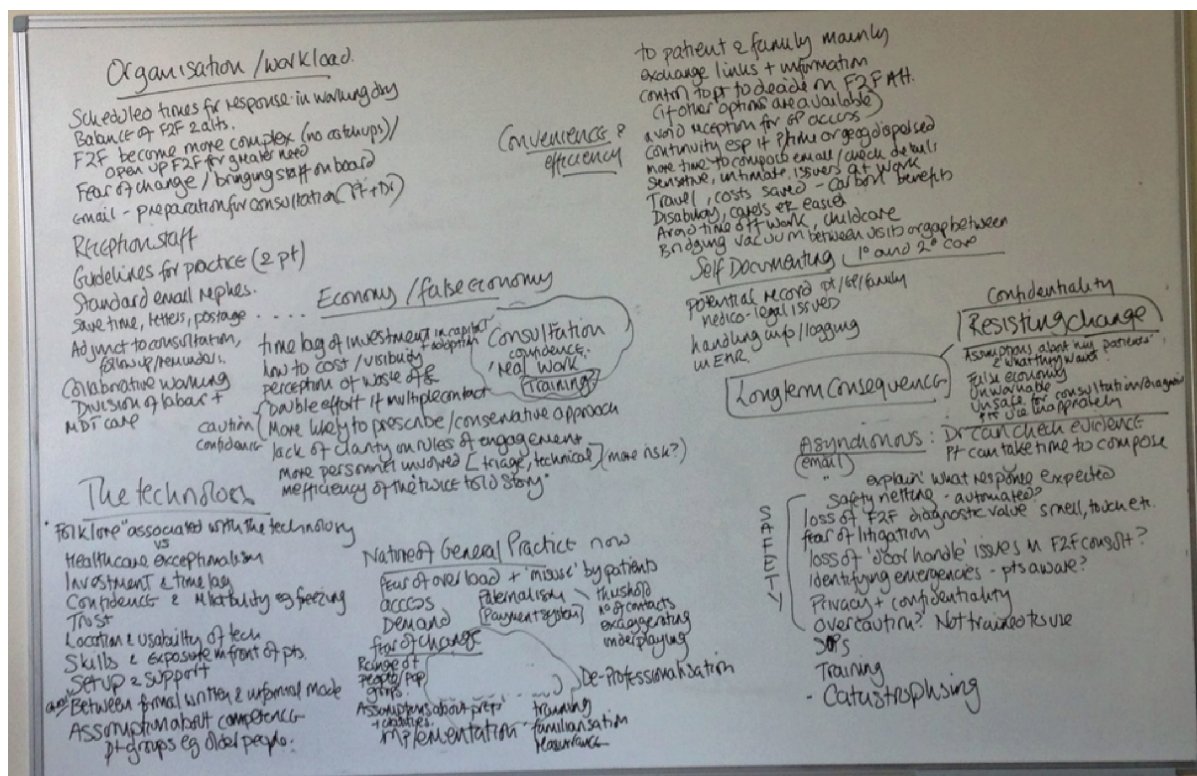 Organisation / workload.
Scheduled times for response in working day
Balance of F2F & alts.
F2F become more complex (no catchups) /
open up F2F for greater need
Fear of change / bringing staff on board
email - preparation for consultation (Pt + Dr)
Reception staff
Guidelines for practice (& pt)
Standard email replies.
Save time, letters, postage . . . . .
Adjunct to consultation,
follow up / reminders.
Collaborative working
Division of labour +
MDT care
Convenience &
efficiency
to patient & family mainly
exchange links + information
control to pt to decide on F2F Att.
(if other options are available)
avoid reception for GP access
Continuity esp if p/time or geog dispersed
more time to compose email / check details
Sensitive, intimate, issues at work
Travel, costs saved - carbon benefits
Disability, carers easier
Avoid time off work, childcare
Bridging vacuum between visits or gap between
1° and 2° care
Self Documenting
Potential record pt/GP/family
medico-legal issues
handling info / logging
in EHR
Economy / false economy
time lag of investment in capital
+ adoption
how to cost / visibility
perception of waste of £
Double effort if multiple contact
caution
confidence
More likely to prescribe / conservative approach
lack of clarity on rules of engagement
more personnel involved [triage, technical] (more risk?)
inefficiency of the "twice told story"
Consultation
confidence,
'real work'
Training
Confidentiality
Resisting change
Assumptions about "my patients"
& what they want
False economy
Unworkable
Unsafe for consultation/diagnosis
Pts use inappropriately
Longterm Consequences
Asynchronous : Dr can check evidence
(email)
Pt can take time to compose
" explain what response expected
SAFETY
Safety netting - automated?
loss of F2F diagnostic value smell, touch etc.
fear of litigation
loss of 'door handle' issues in F2F consult?
Identifying emergencies - pts aware?
Privacy + confidentiality
overcaution? Not trained to use
SOPs
Training
- Catastrophising
The technology
"Folklore" associated with the technology
vs
Healthcare exceptionalism
Investment & time lag
Confidence & reliability eg freezing
Trust
Location & usability of tech
Skills & exposure in front of pts.
Setup & support
Between formal written & informal mode
Assumption about competence
pt groups eg older people.
Nature of General Practice now
Fear of overload + 'misuse' by patients
access
Paternalism
threshold
Demand
(Payment system)
no of contacts
exaggerating
underplaying
fear of change
Range of
people/pop
groups.
De-Professionalisation
Assumptions about prefs
+ abilities.
implementation
training
familiarisation
reassurance